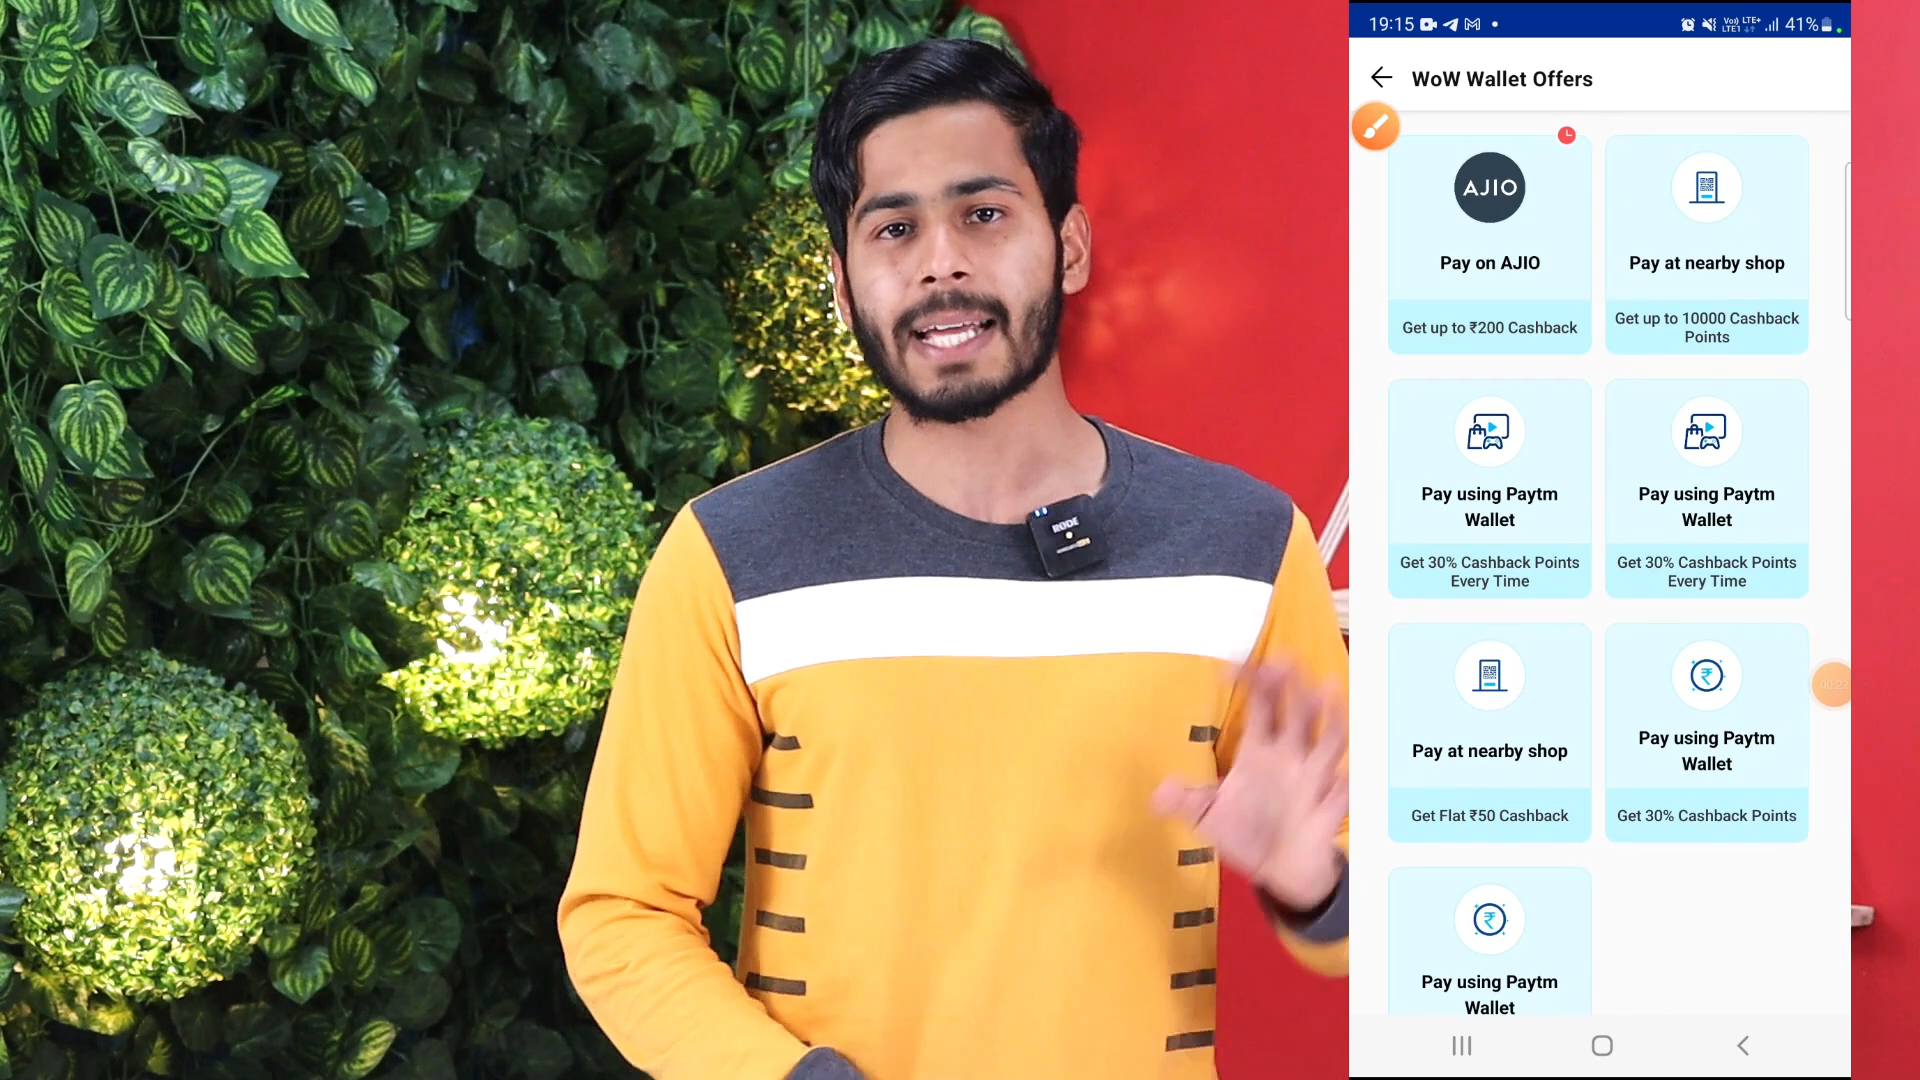 19:15
Vo) LTE+
LTE1
41%
WoW Wallet Offers
AJIO
Pay on AJIO
Get up to ₹200 Cashback
Pay at nearby shop
Get up to 10000 Cashback
Points
Pay using Paytm
Wallet
Get 30% Cashback Points
Every Time
Pay using Paytm
Wallet
Get 30% Cashback Points
Every Time
Pay at nearby shop
Get Flat ₹50 Cashback
Pay using Paytm
Wallet
Get 30% Cashback Points
Pay using Paytm
Wallet
RODE